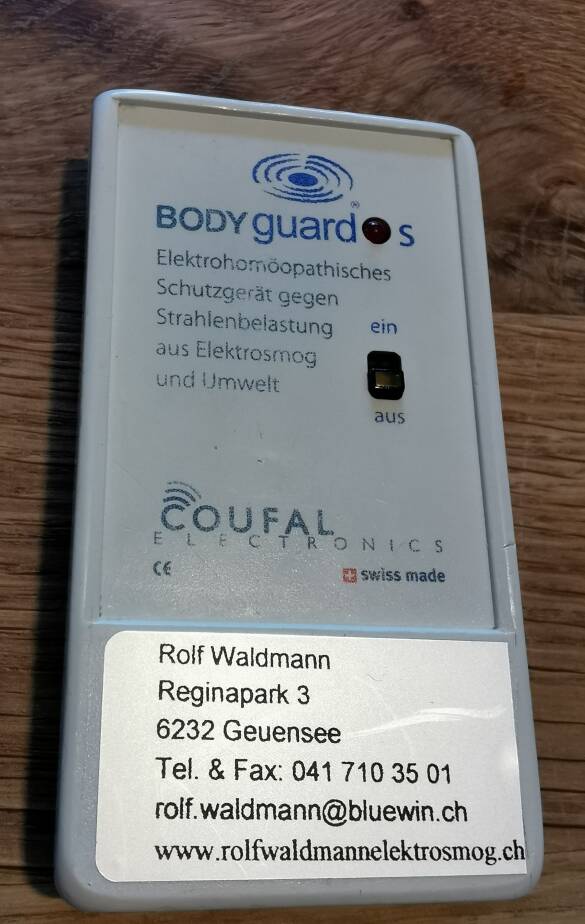 BODYguard® s
Elektrohomöopathisches
Schutzgerät gegen
Strahlenbelastung
aus Elektrosmog
und Umwelt
ein
aus
COUFAL
ELECTRONICS
CE
swiss made
Rolf Waldmann
Reginapark 3
6232 Geuensee
Tel. & Fax: 041 710 35 01
rolf.waldmann@bluewin.ch
www.rolfwaldmannelektrosmog.ch